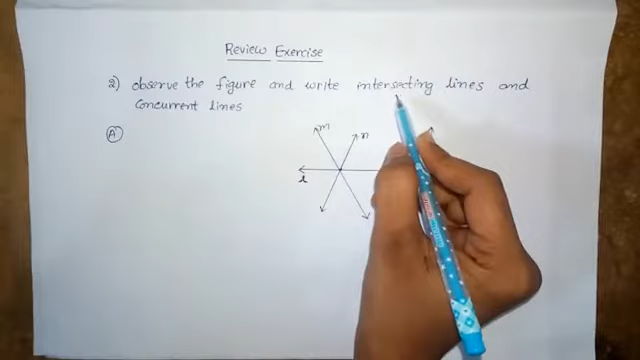 Review Exercise
2) observe the figure and write intersecting lines and
Concurrent lines
A
m
n
l